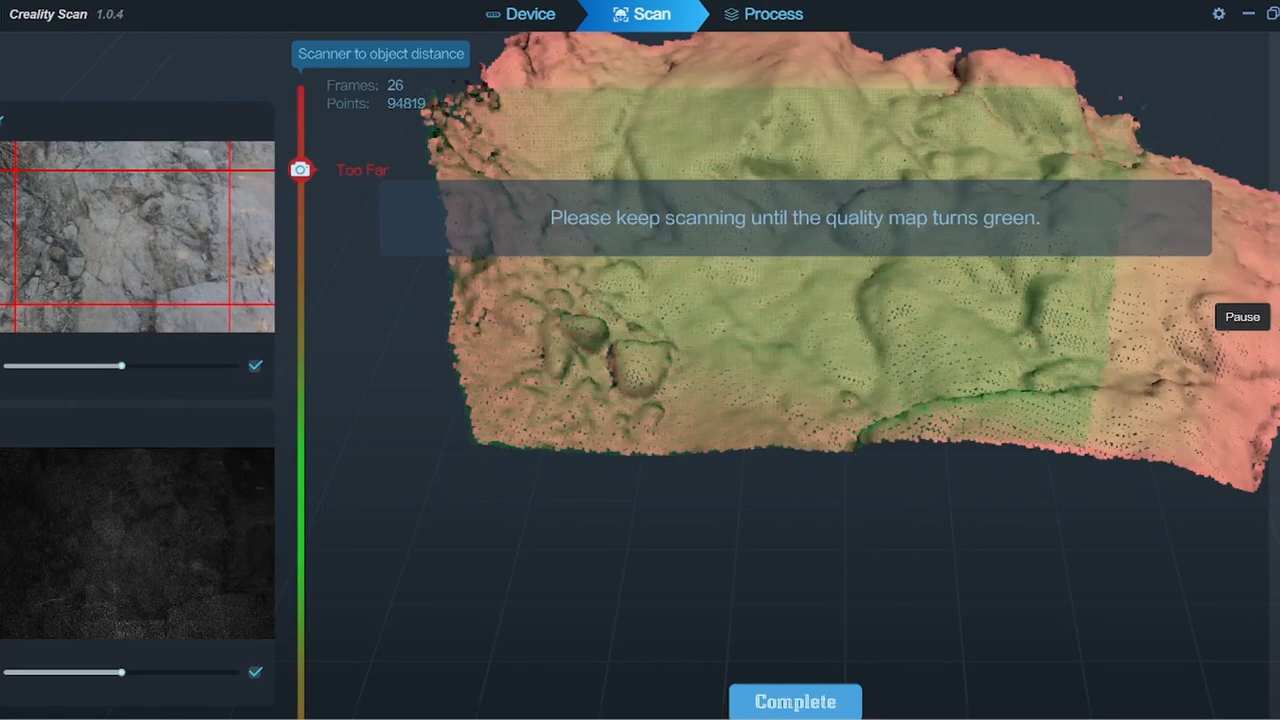 Creality Scan 1.0.4
Device
Scan
Process
Scanner to object distance
Frames: 26
Points: 94819
Too Far
Please keep scanning until the quality map turns green.
Pause
Complete